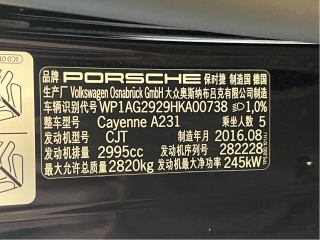 品牌 PORSCHE 保时捷 制造国 德国
生产厂 Volkswagen Osnabrück GmbH 大众奥斯纳布吕克有限公司制造
车辆识别代号 WP1AG2929HKA00738 1,0%
整车型号 Cayenne A231 乘坐人数 5
发动机型号 CJT 制造年月 2016.08
发动机排量 2995cc 发动机序号 282228
最大允许总质量 2820kg 发动机最大净功率 245kW